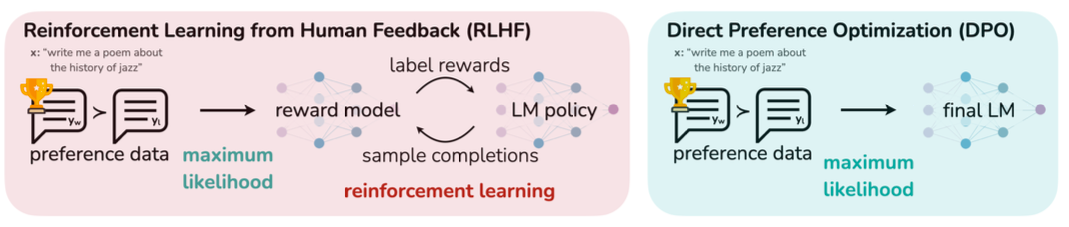 Reinforcement Learning from Human Feedback (RLHF)
x: "write me a poem about
the history of jazz"
label rewards
yw
>
yl
reward model
LM policy
preference data
maximum
likelihood
sample completions
reinforcement learning
Direct Preference Optimization (DPO)
x: "write me a poem about
the history of jazz"
yw
>
yl
final LM
preference data
maximum
likelihood